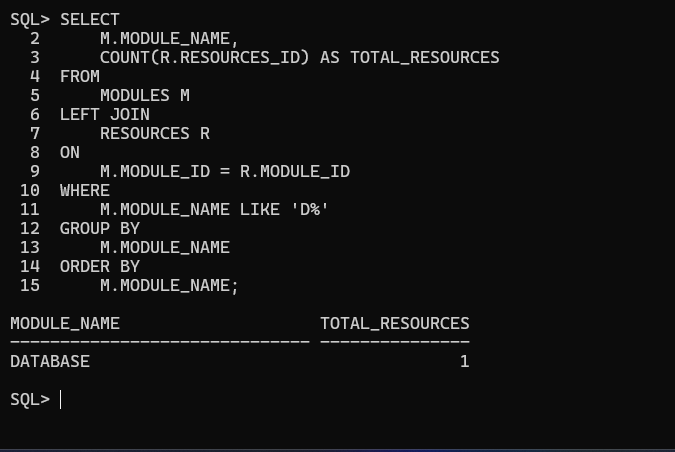 SQL> SELECT
  2      M.MODULE_NAME,
  3      COUNT(R.RESOURCES_ID) AS TOTAL_RESOURCES
  4  FROM
  5      MODULES M
  6  LEFT JOIN
  7      RESOURCES R
  8  ON
  9      M.MODULE_ID = R.MODULE_ID
 10  WHERE
 11      M.MODULE_NAME LIKE 'D%'
 12  GROUP BY
 13      M.MODULE_NAME
 14  ORDER BY
 15      M.MODULE_NAME;
MODULE_NAME                    TOTAL_RESOURCES
------------------------------ ---------------
DATABASE                                     1
SQL>